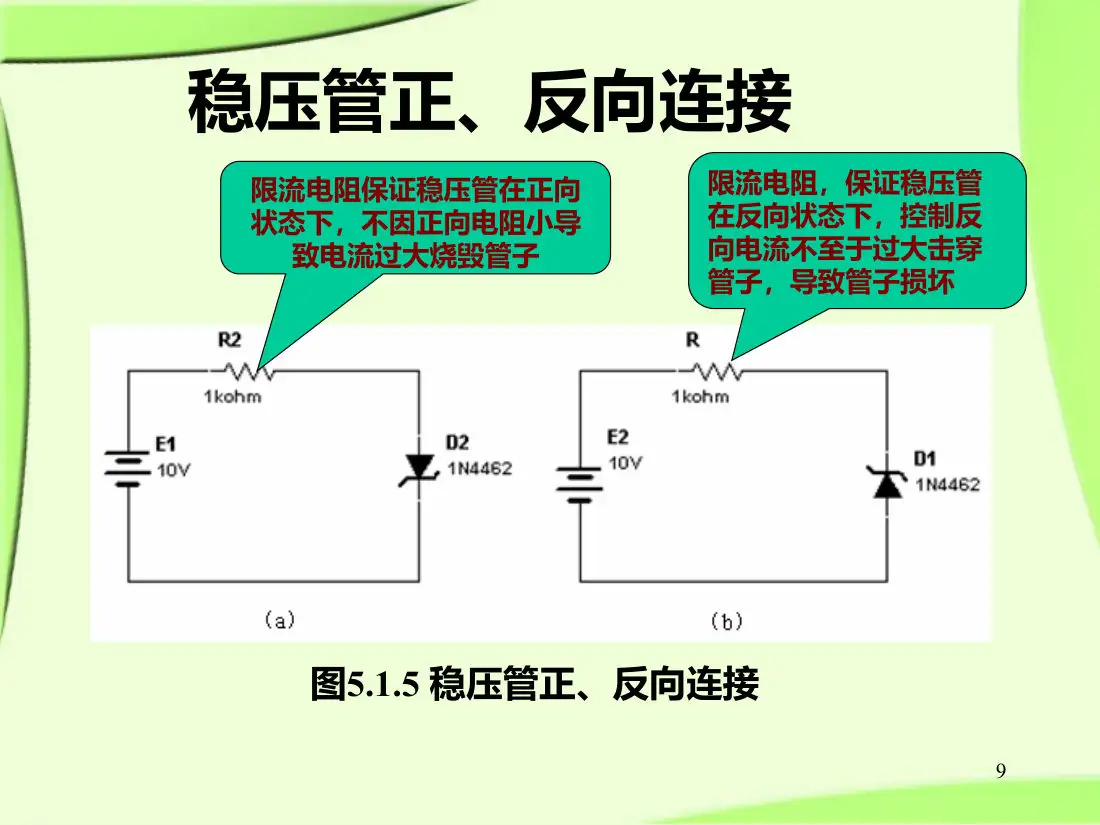 稳压管正、反向连接
限流电阻保证稳压管在正向
状态下，不因正向电阻小导
致电流过大烧毁管子
限流电阻，保证稳压管
在反向状态下，控制反
向电流不至于过大击穿
管子，导致管子损坏
R2
1kohm
E1
10V
D2
1N4462
(a)
R
1kohm
E2
10V
D1
1N4462
(b)
图5.1.5 稳压管正、反向连接
9